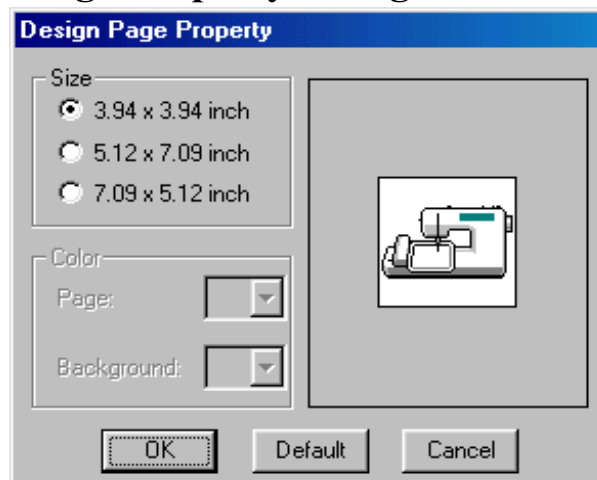 Design Page Property
Size
3.94 x 3.94 inch
5.12 x 7.09 inch
7.09 x 5.12 inch
Color
Page:
Background:
OK Default Cancel